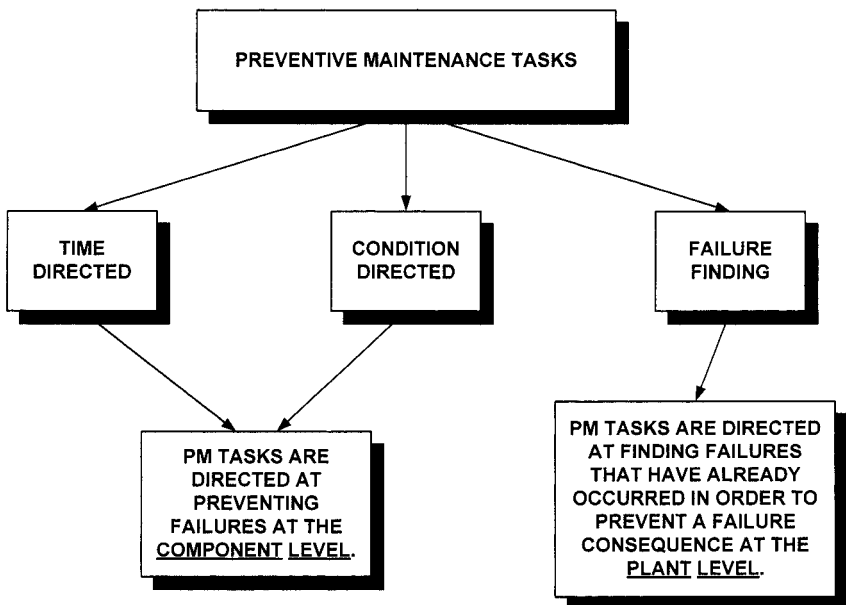 PREVENTIVE MAINTENANCE TASKS
TIME
DIRECTED
CONDITION
DIRECTED
FAILURE
FINDING
PM TASKS ARE
DIRECTED AT
PREVENTING
FAILURES AT THE
COMPONENT LEVEL.
PM TASKS ARE DIRECTED
AT FINDING FAILURES
THAT HAVE ALREADY
OCCURRED IN ORDER TO
PREVENT A FAILURE
CONSEQUENCE AT THE
PLANT LEVEL.